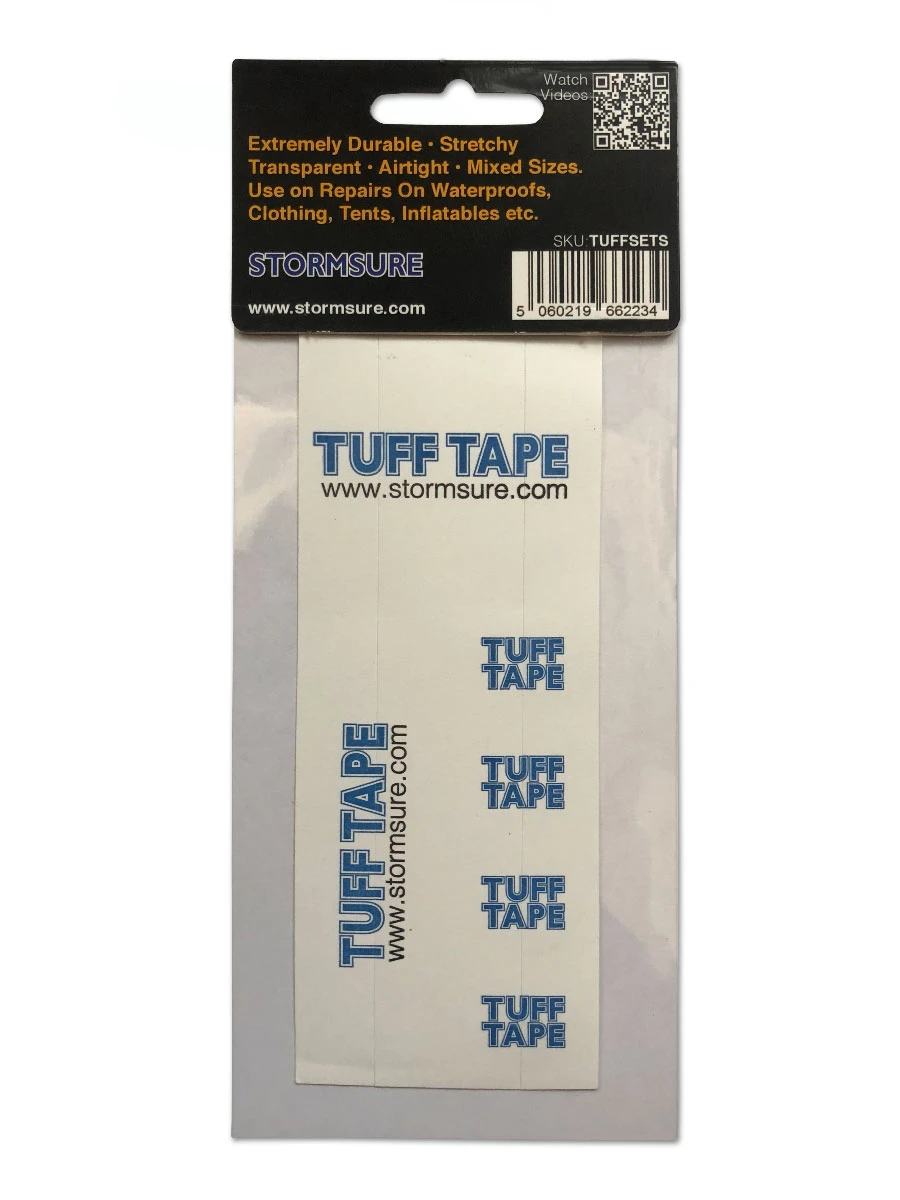 Watch
Videos
Extremely Durable • Stretchy
Transparent • Airtight • Mixed Sizes.
Use on Repairs On Waterproofs,
Clothing, Tents, Inflatables etc.
SKU:TUFFSETS
STORMSURE
www.stormsure.com
5 060219 662234
TUFF TAPE
www.stormsure.com
TUFF
TAPE
TUFF
TAPE
TUFF TAPE
www.stormsure.com
TUFF
TAPE
TUFF
TAPE